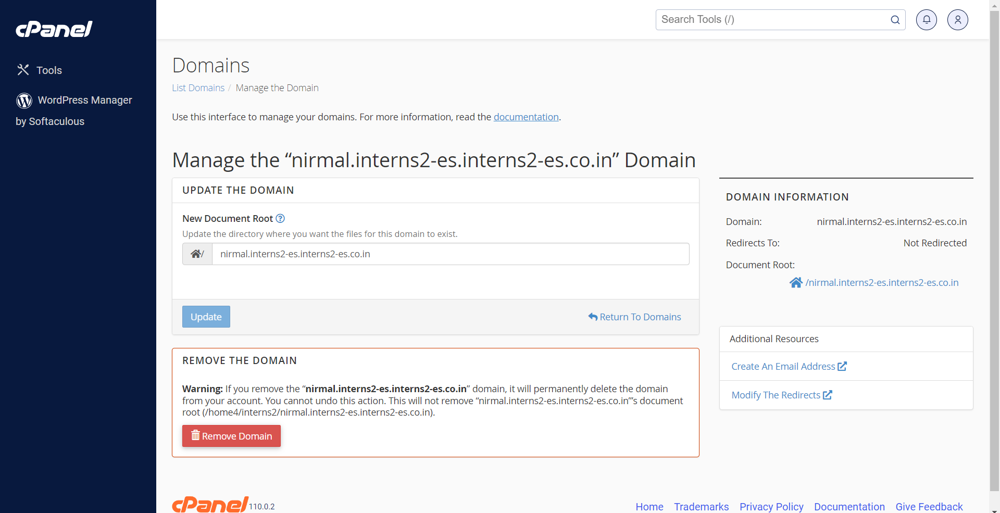 cPanel
Search Tools (/)
Tools
WordPress Manager
by Softaculous
Domains
List Domains / Manage the Domain
Use this interface to manage your domains. For more information, read the documentation.
Manage the “nirmal.interns2-es.interns2-es.co.in” Domain
UPDATE THE DOMAIN
New Document Root
Update the directory where you want the files for this domain to exist.
/ nirmal.interns2-es.interns2-es.co.in
Update
Return To Domains
REMOVE THE DOMAIN
Warning: If you remove the “nirmal.interns2-es.interns2-es.co.in” domain, it will permanently delete the domain
from your account. You cannot undo this action. This will not remove “nirmal.interns2-es.interns2-es.co.in”’s document
root (/home4/interns2/nirmal.interns2-es.interns2-es.co.in).
Remove Domain
DOMAIN INFORMATION
Domain: nirmal.interns2-es.interns2-es.co.in
Redirects To: Not Redirected
Document Root:
/nirmal.interns2-es.interns2-es.co.in
Additional Resources
Create An Email Address
Modify The Redirects
cPanel 110.0.2
Home Trademarks Privacy Policy Documentation Give Feedback